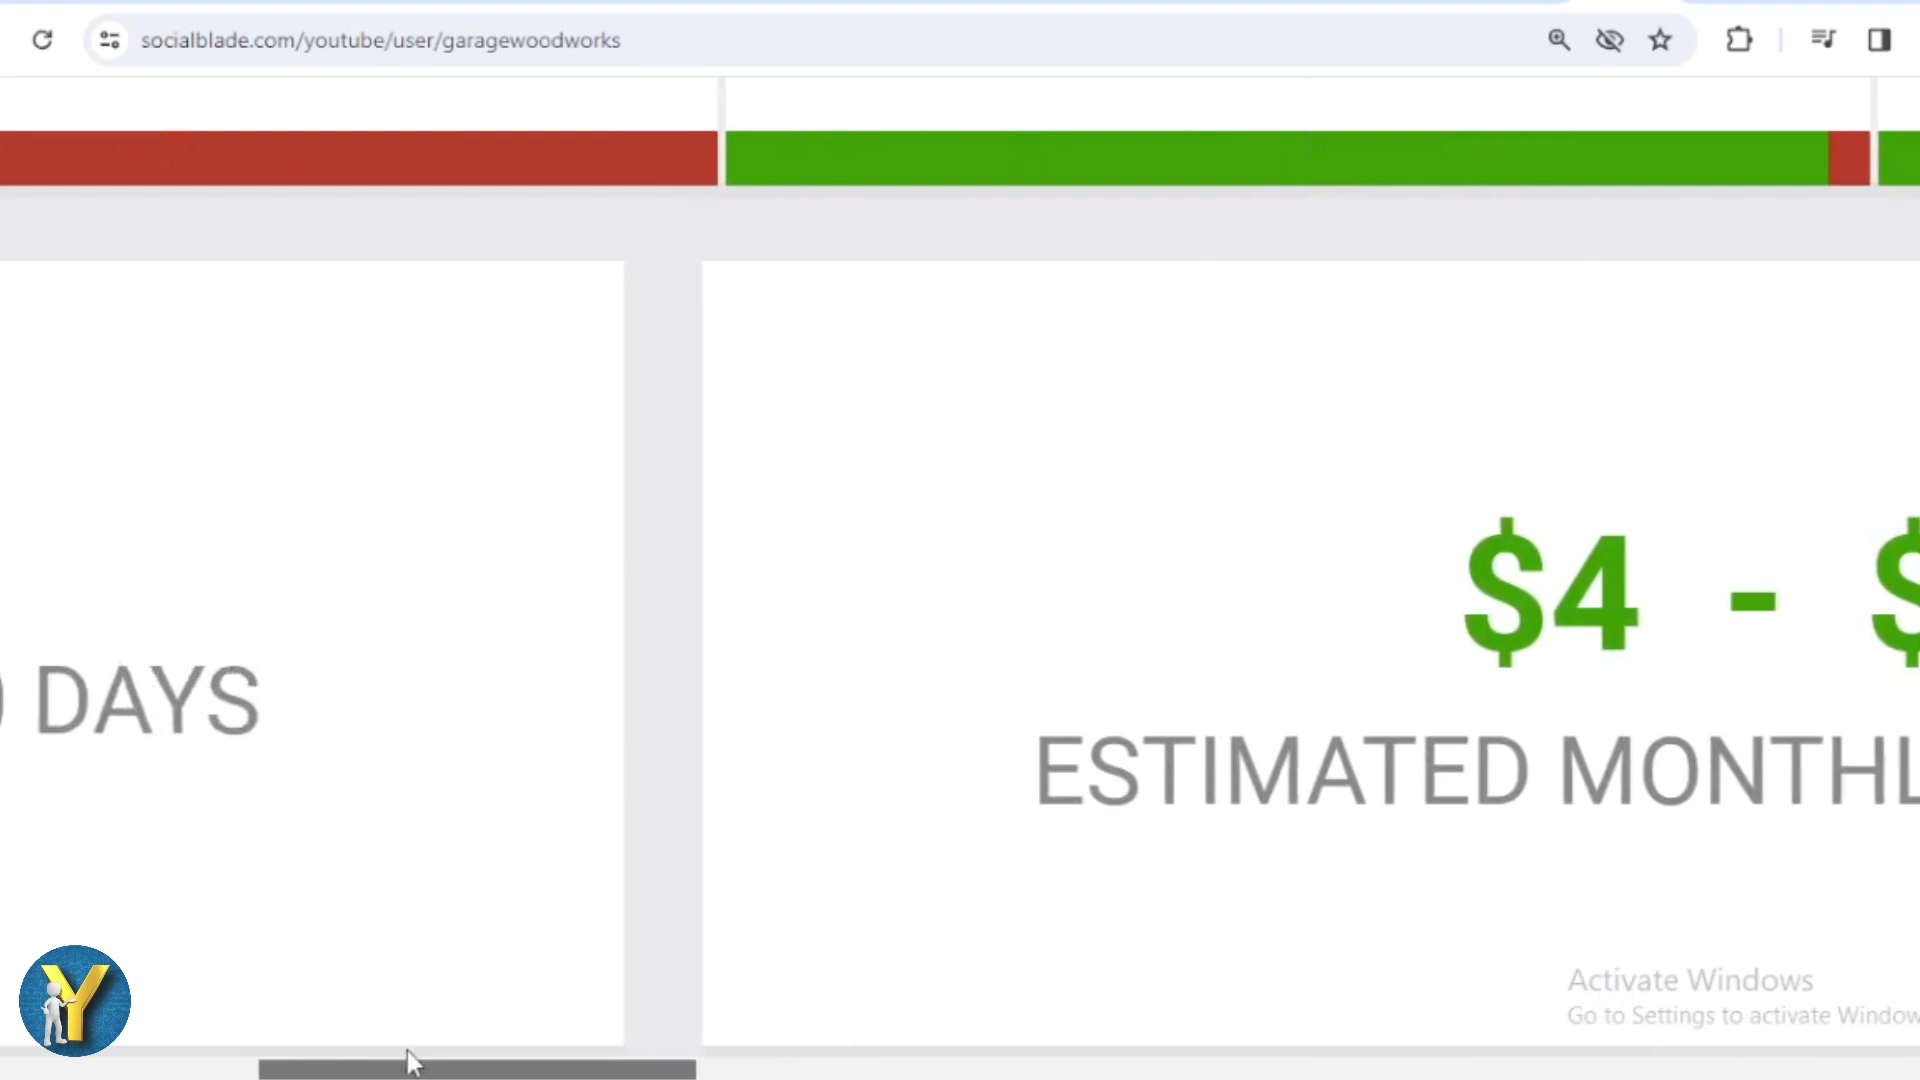 socialblade.com/youtube/user/garagewoodworks
$4 - $
DAYS
ESTIMATED MONTHL
Activate Windows
Go to Settings to activate Window
Y